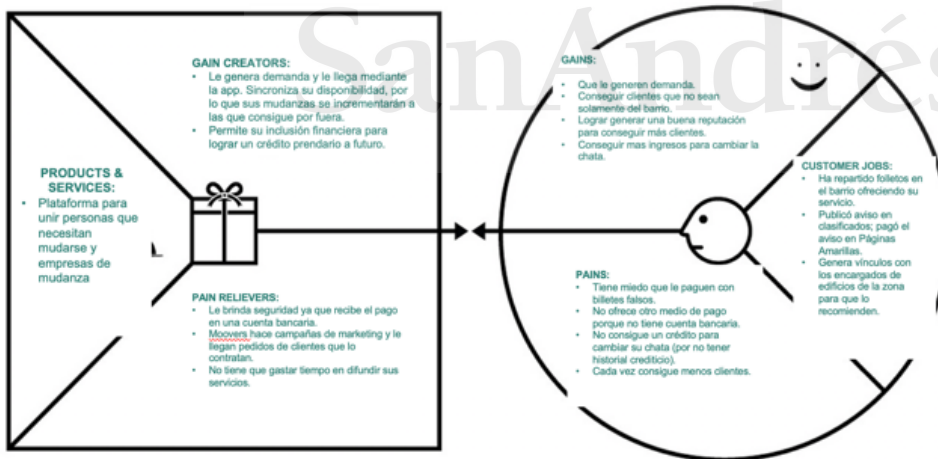 SanAndrés
GAIN CREATORS:
• Le genera demanda y le llega mediante
la app. Sincroniza su disponibilidad, por
lo que sus mudanzas se incrementarán a
las que consigue por fuera.
• Permite su inclusión financiera para
lograr un crédito prendario a futuro.
PRODUCTS &
SERVICES:
• Plataforma para
unir personas que
necesitan
mudarse y
empresas de
mudanza
PAIN RELIEVERS:
• Le brinda seguridad ya que recibe el pago
en una cuenta bancaria.
• Moovers hace campañas de marketing y le
llegan pedidos de clientes que lo
contratan.
• No tiene que gastar tiempo en difundir sus
servicios.
GAINS:
• Que le generen demanda.
• Conseguir clientes que no sean
solamente del barrio.
• Lograr generar una buena reputación
para conseguir más clientes.
• Conseguir mas ingresos para cambiar la
chata.
CUSTOMER JOBS:
• Ha repartido folletos en
el barrio ofreciendo su
servicio.
• Publicó aviso en
clasificados; pagó el
aviso en Páginas
Amarillas.
• Genera vínculos con
los encargados de
edificios de la zona
para que lo
recomienden.
PAINS:
• Tiene miedo que le paguen con
billetes falsos.
• No ofrece otro medio de pago
porque no tiene cuenta bancaria.
• No consigue un crédito para
cambiar su chata (por no tener
historial crediticio).
• Cada vez consigue menos clientes.